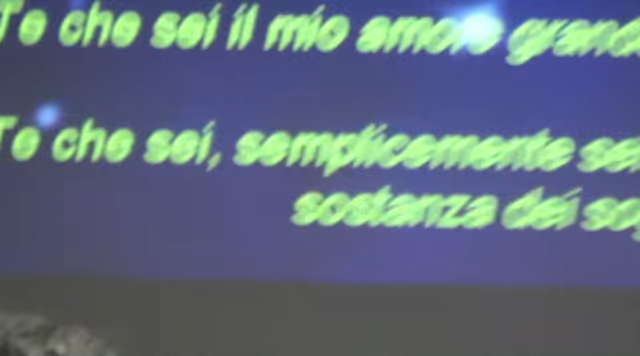 Te che sei il mio amore
Te che sei, semplicemente
sostanza dei